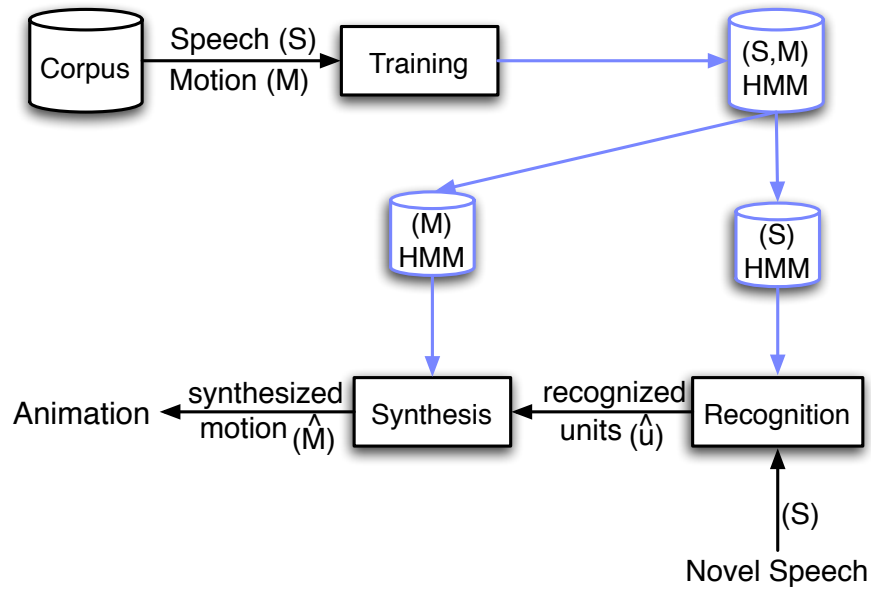 Corpus
Speech (S)
Motion (M)
Training
(S,M)
HMM
(M)
HMM
(S)
HMM
Animation
synthesized
motion (M̂)
Synthesis
recognized
units (û)
Recognition
(S)
Novel Speech